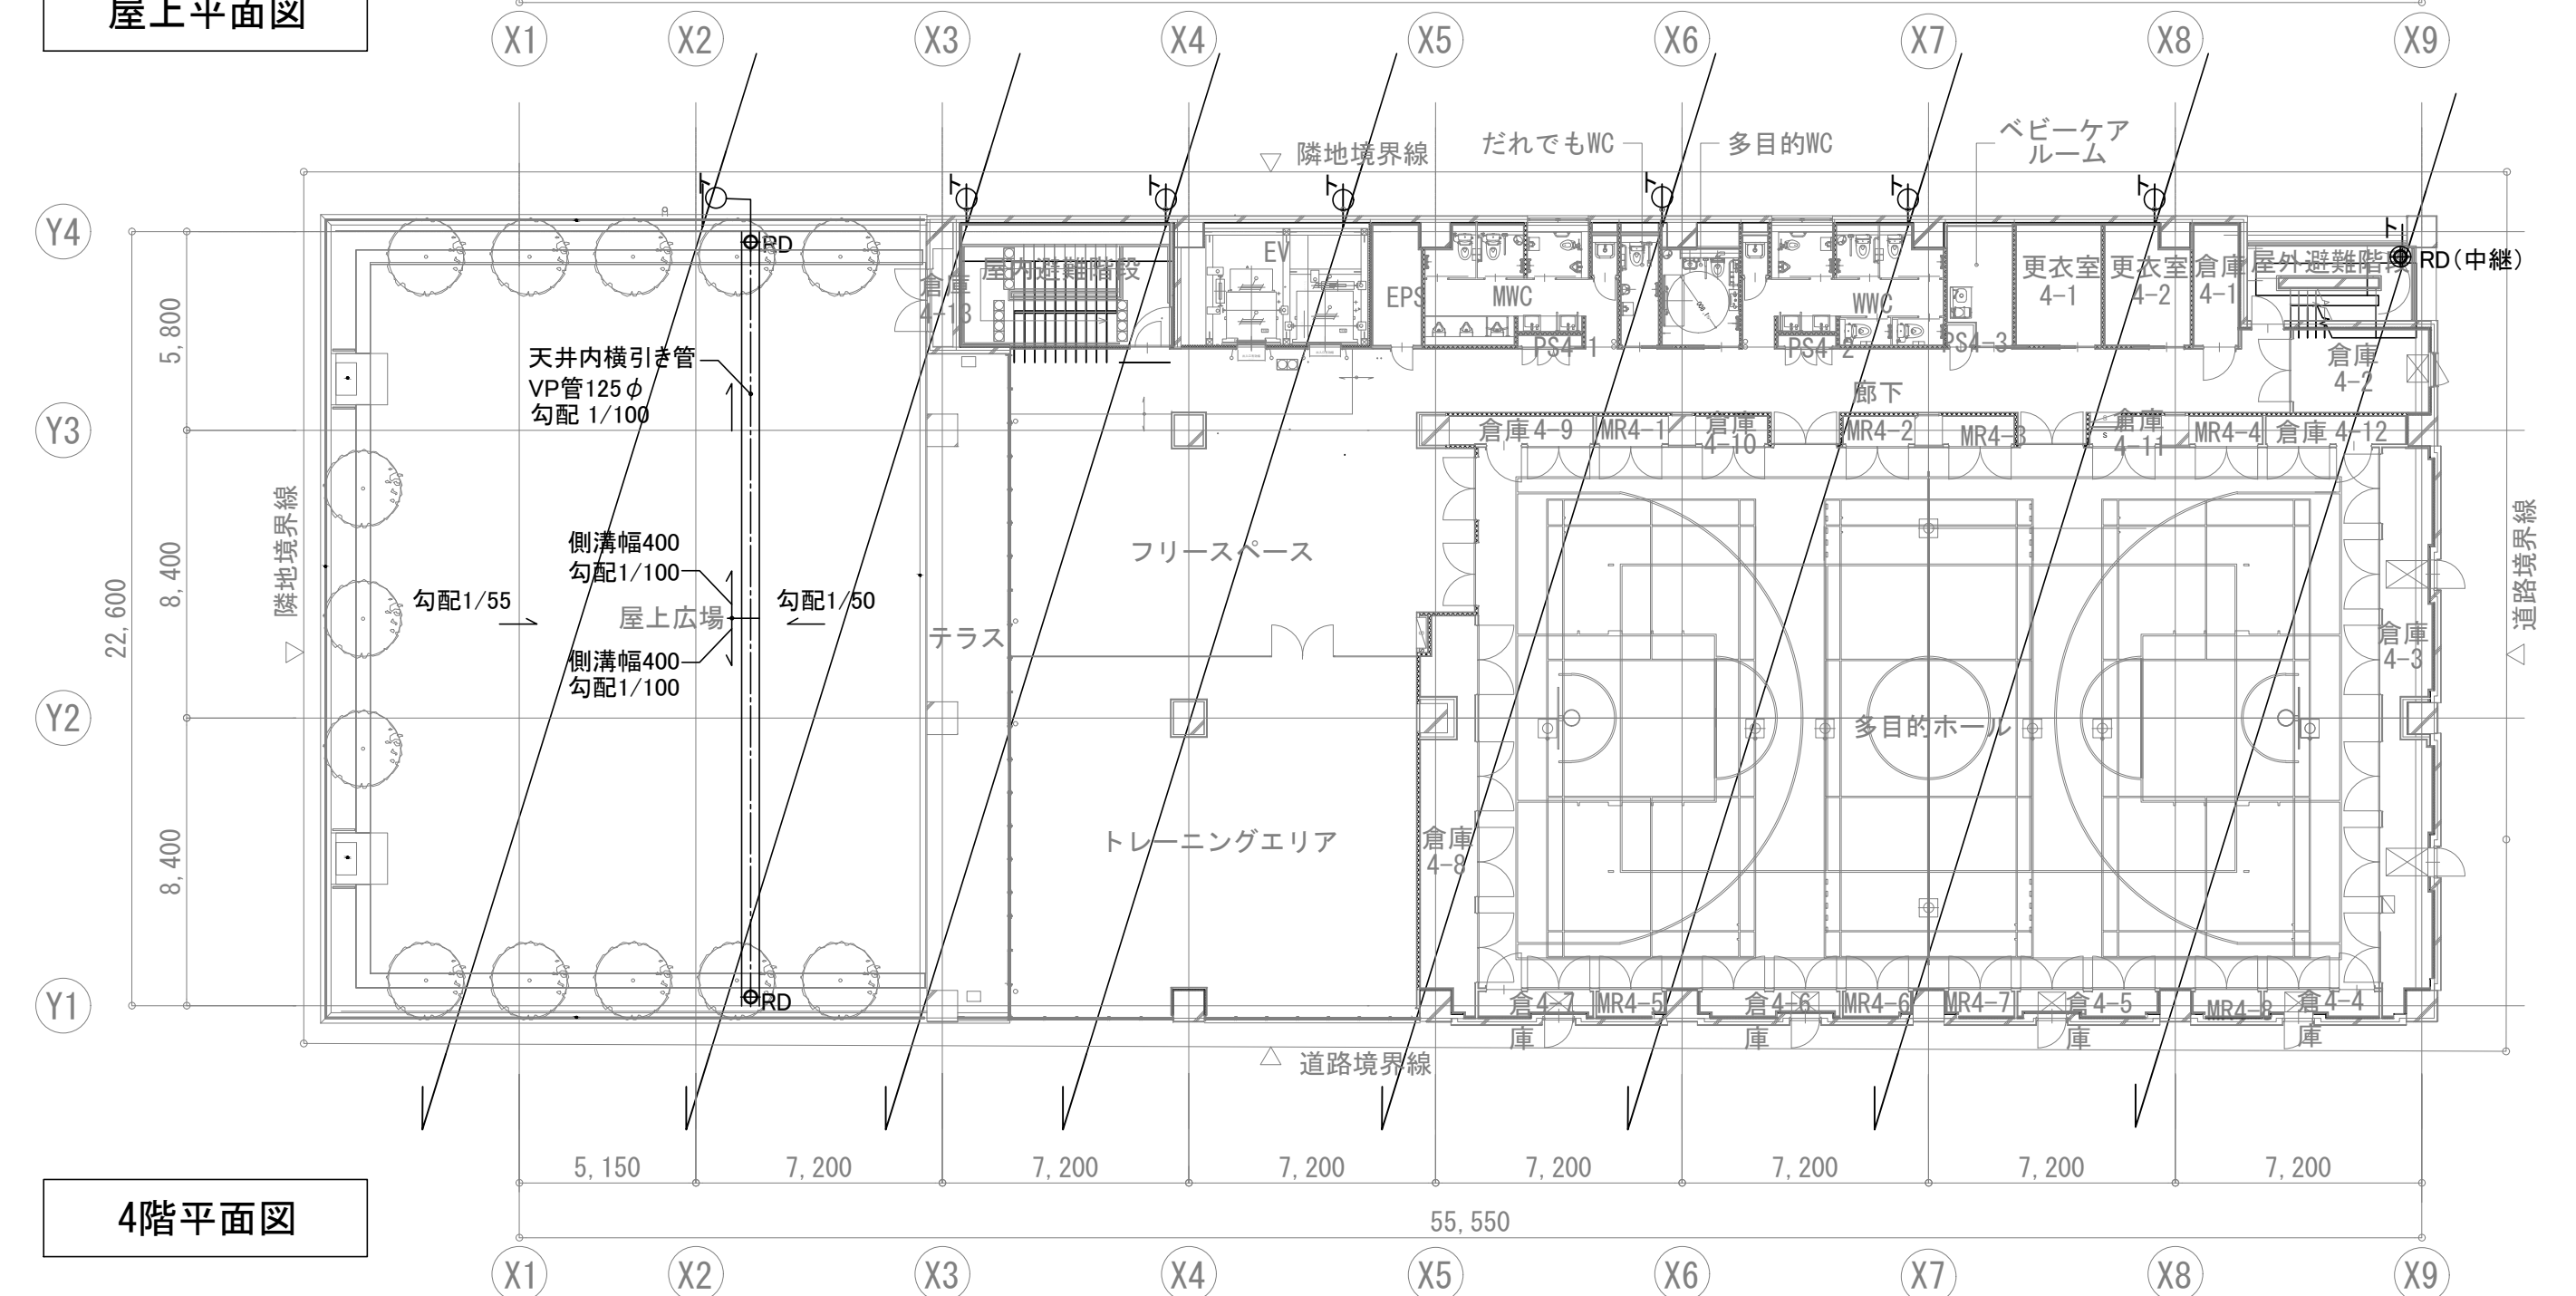 屋上平面図
X1
X2
X3
X4
X5
X6
X7
X8
X9
だれでもWC
多目的WC
ベビーケア
ルーム
隣地境界線
ト
ト
ト
ト
ト
ト
ト
ト
Y4
RD
EV
屋内避難階段
倉庫
4-13
EPS
MWC
WWC
更衣室
4-1
更衣室
4-2
倉庫
4-1
屋外避難階段
RD(中継)
5,800
天井内横引き管
VP管125φ
勾配 1/100
PS4-1
PS4-2
PS4-3
倉庫
4-2
廊下
Y3
倉庫4-9
MR4-1
倉庫
4-10
MR4-2
MR4-3
倉庫
4-11
MR4-4
倉庫 4-12
隣地境界線
8,400
22,600
側溝幅400
勾配1/100
フリースペース
道路境界線
勾配1/55
屋上広場
勾配1/50
テラス
倉庫
4-3
側溝幅400
勾配1/100
Y2
多目的ホール
8,400
トレーニングエリア
倉庫
4-8
Y1
RD
倉4-7
庫
MR4-5
倉4-6
庫
MR4-6
MR4-7
倉4-5
庫
MR4-8
倉4-4
庫
道路境界線
5,150
7,200
7,200
7,200
7,200
7,200
7,200
7,200
4階平面図
55,550
X1
X2
X3
X4
X5
X6
X7
X8
X9